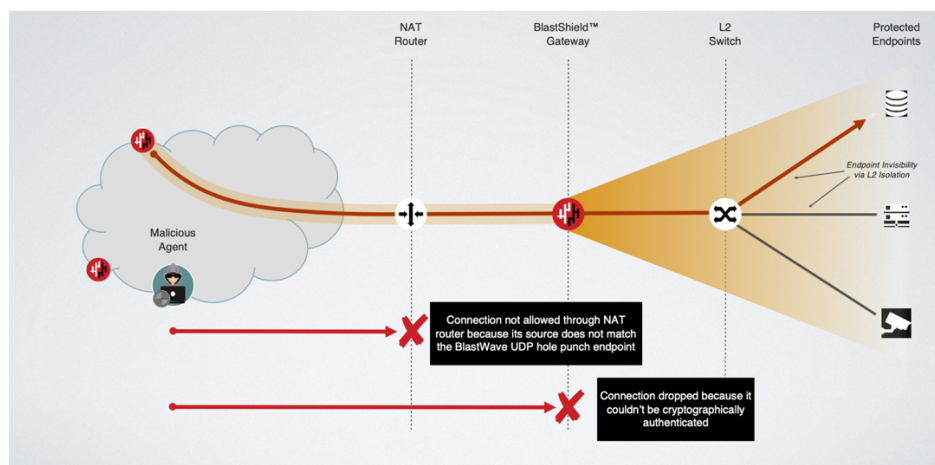 NAT
Router
BlastShield™
Gateway
L2
Switch
Protected
Endpoints
Endpoint Invisibility
via L2 Isolation
Malicious
Agent
Connection not allowed through NAT
router because its source does not match
the BlastWave UDP hole punch endpoint
Connection dropped because it
couldn't be cryptographically
authenticated